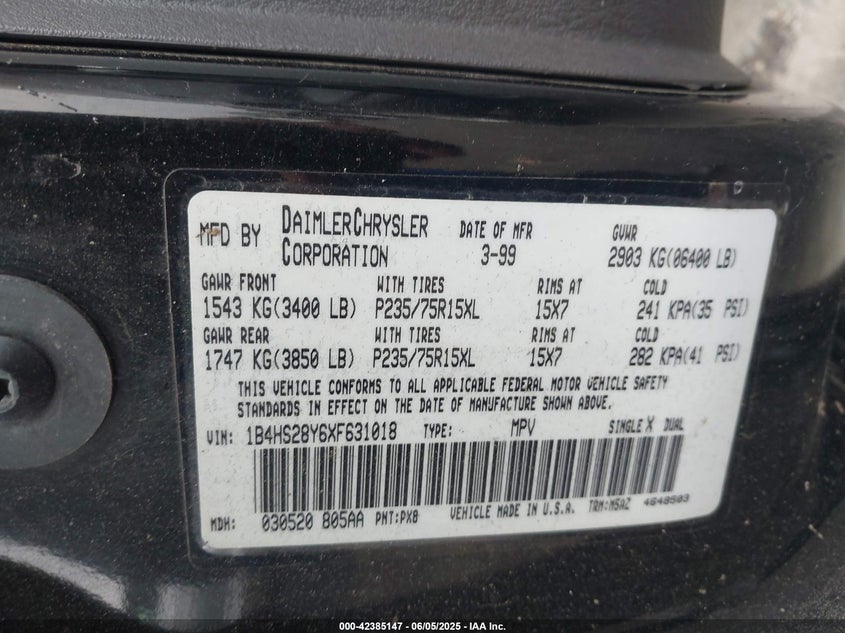 MFD BY DAIMLERCHRYSLER CORPORATION DATE OF MFR 3-99 GVWR 2903 KG(06400 LB)
GAWR FRONT WITH TIRES RIMS AT COLD
1543 KG(3400 LB) P235/75R15XL 15X7 241 KPA(35 PSI)
GAWR REAR WITH TIRES RIMS AT COLD
1747 KG(3850 LB) P235/75R15XL 15X7 282 KPA(41 PSI)
THIS VEHICLE CONFORMS TO ALL APPLICABLE FEDERAL MOTOR VEHICLE SAFETY
STANDARDS IN EFFECT ON THE DATE OF MANUFACTURE SHOWN ABOVE.
VIN: 1B4HS28Y6XF631018 TYPE: MPV SINGLE X DUAL
MDH: 030520 805AA PNT:PX8 VEHICLE MADE IN U.S.A. TRM:M5AZ 4648503
000-42385147 - 06/05/2025 - IAA Inc.